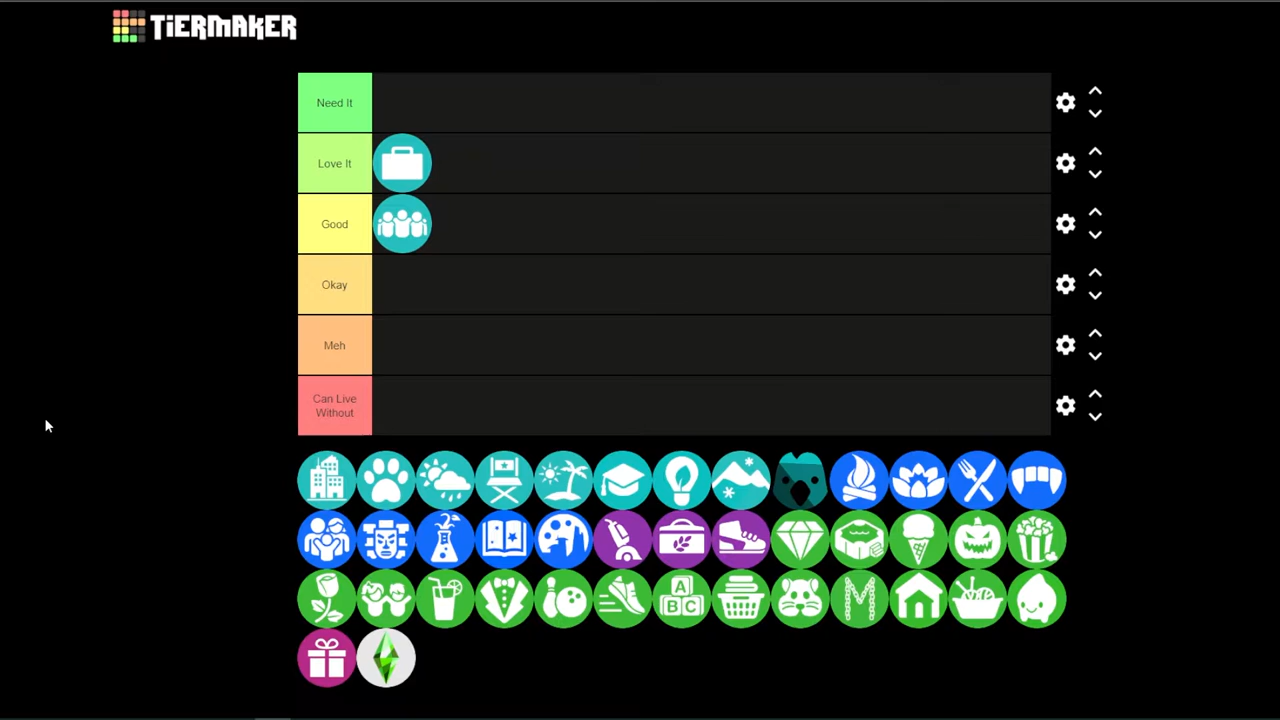 TiERMAKER
Need It
Love It
Good
Okay
Meh
Can Live
Without
A
B C
M